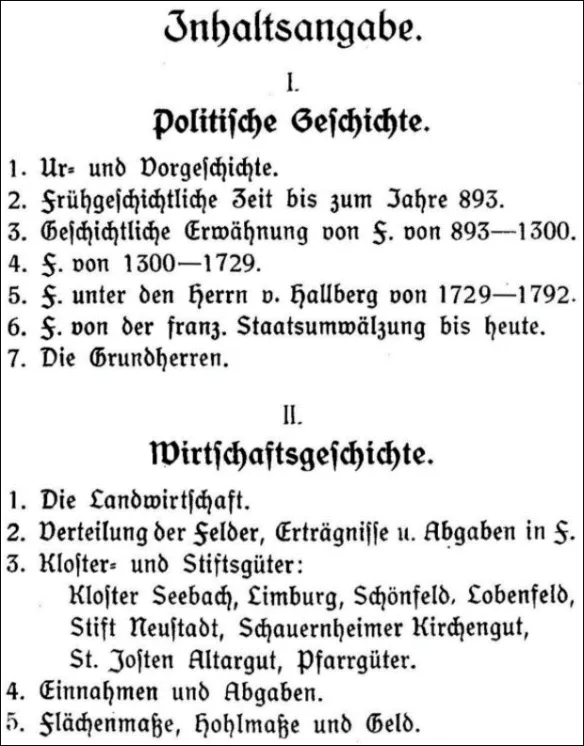 Inhaltsangabe.
I.
Politische Geschichte.
1. Ur= und Vorgeschichte.
2. Frühgeschichtliche Zeit bis zum Jahre 893.
3. Geschichtliche Erwähnung von F. von 893—1300.
4. F. von 1300—1729.
5. F. unter den Herrn v. Hallberg von 1729—1792.
6. F. von der franz. Staatsumwälzung bis heute.
7. Die Grundherren.
II.
Wirtschaftsgeschichte.
1. Die Landwirtschaft.
2. Verteilung der Felder, Erträgnisse u. Abgaben in F.
3. Kloster= und Stiftsgüter:
Kloster Seebach, Limburg, Schönfeld, Lobenfeld,
Stift Neustadt, Schauernheimer Kirchengut,
St. Josten Altargut, Pfarrgüter.
4. Einnahmen und Abgaben.
5. Flächenmaße, Hohlmaße und Geld.